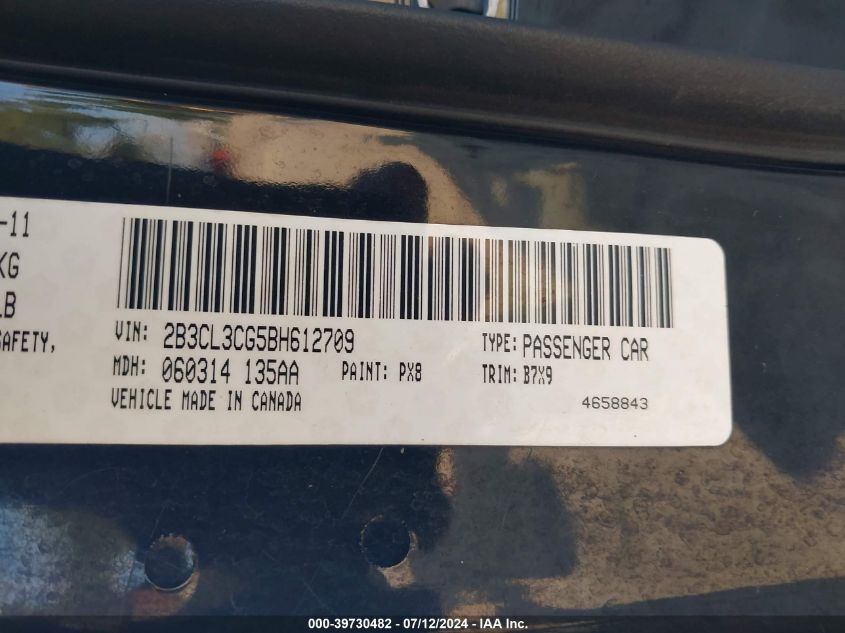 -11
KG
LB
SAFETY,
VIN: 2B3CL3CG5BH612709 TYPE: PASSENGER CAR
MDH: 060314 135AA PAINT: PX8 TRIM: B7X9
VEHICLE MADE IN CANADA 4658843
000-39730482 - 07/12/2024 - IAA Inc.